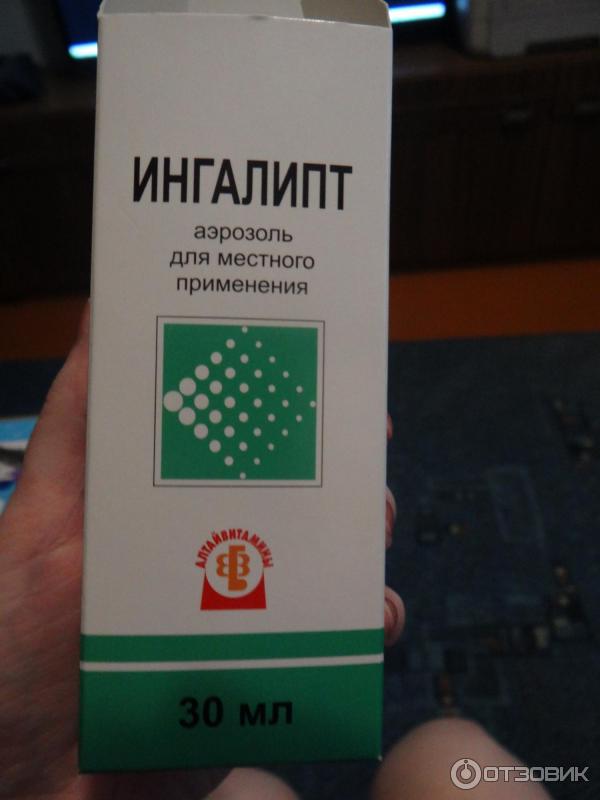 ИНГАЛИПТ
аэрозоль
для местного
применения
АЛТАЙВИТАМИНЫ
30 мл
ОТЗОВИК